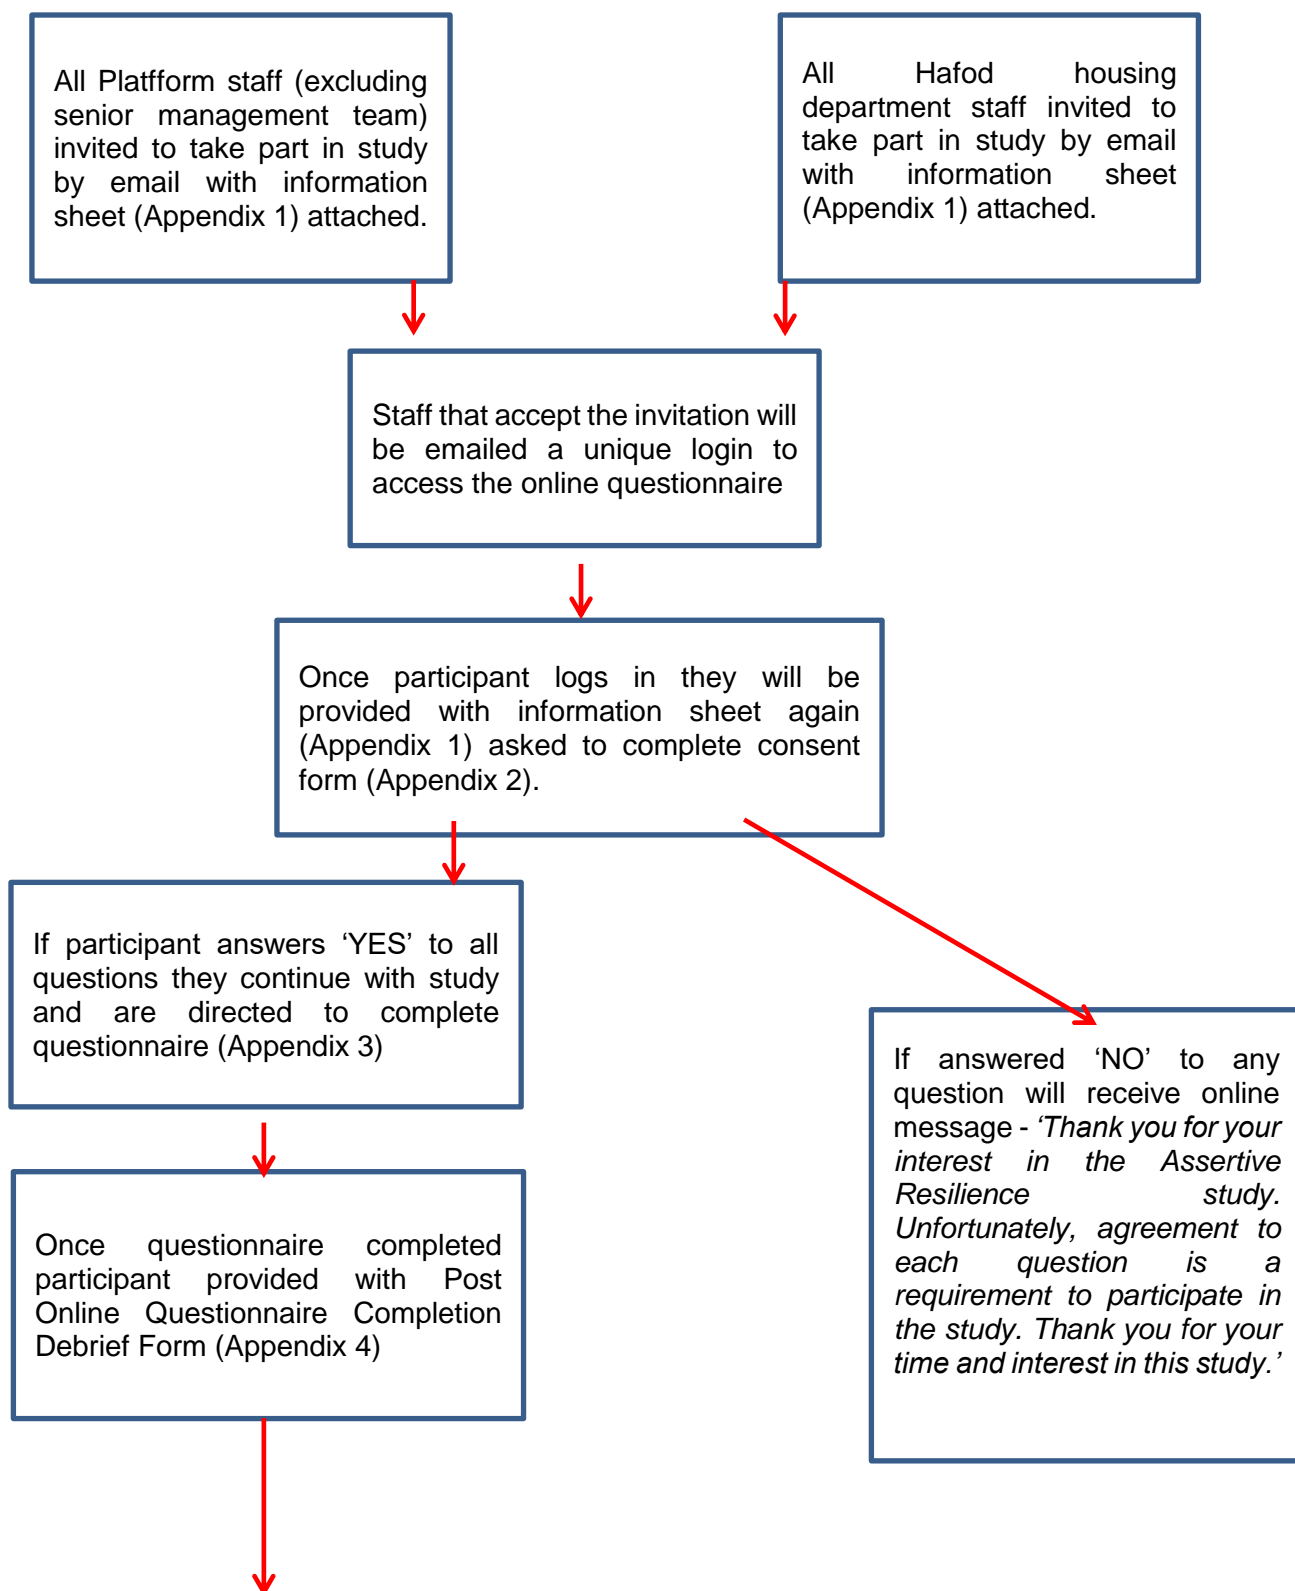 All Platfform staff (excluding
senior management team)
invited to take part in study
by email with information
sheet (Appendix 1) attached.
All Hafod housing
department staff invited to
take part in study by email
with information sheet
(Appendix 1) attached.
Staff that accept the invitation will
be emailed a unique login to
access the online questionnaire
Once participant logs in they will be
provided with information sheet again
(Appendix 1) asked to complete consent
form (Appendix 2).
If participant answers ‘YES’ to all
questions they continue with study
and are directed to complete
questionnaire (Appendix 3)
If answered ‘NO’ to any
question will receive online
message - ‘Thank you for your
interest in the Assertive
Resilience study.
Unfortunately, agreement to
each question is a
requirement to participate in
the study. Thank you for your
time and interest in this study.’
Once questionnaire completed
participant provided with Post
Online Questionnaire Completion
Debrief Form (Appendix 4)